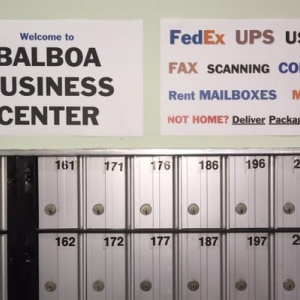 Welcome to
BALBOA
BUSINESS
CENTER
FedEx UPS
FAX SCANNING
Rent MAILBOXES
NOT HOME? Deliver
161 171 176 186 196
162 172 177 187 197